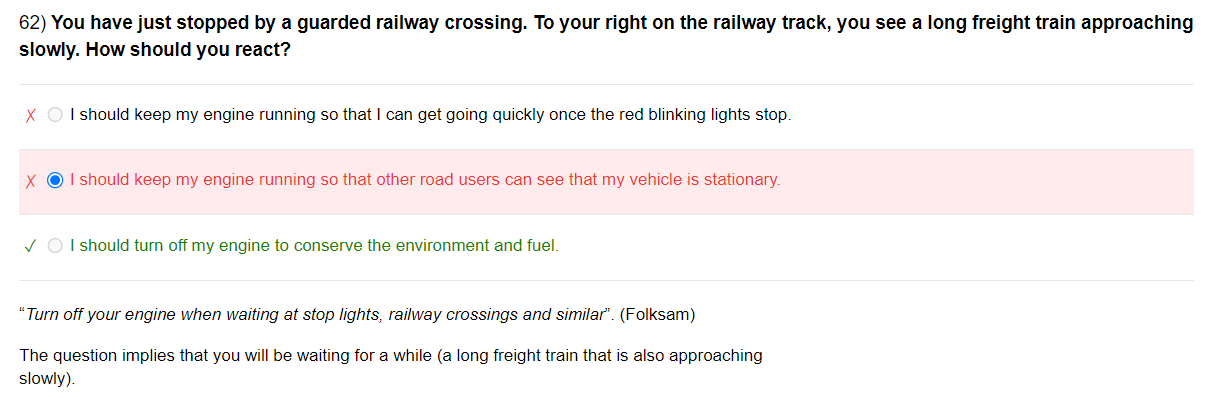 62) You have just stopped by a guarded railway crossing. To your right on the railway track, you see a long freight train approaching
slowly. How should you react?
✗ I should keep my engine running so that I can get going quickly once the red blinking lights stop.
✗ I should keep my engine running so that other road users can see that my vehicle is stationary.
✓ I should turn off my engine to conserve the environment and fuel.
“Turn off your engine when waiting at stop lights, railway crossings and similar”. (Folksam)
The question implies that you will be waiting for a while (a long freight train that is also approaching
slowly).